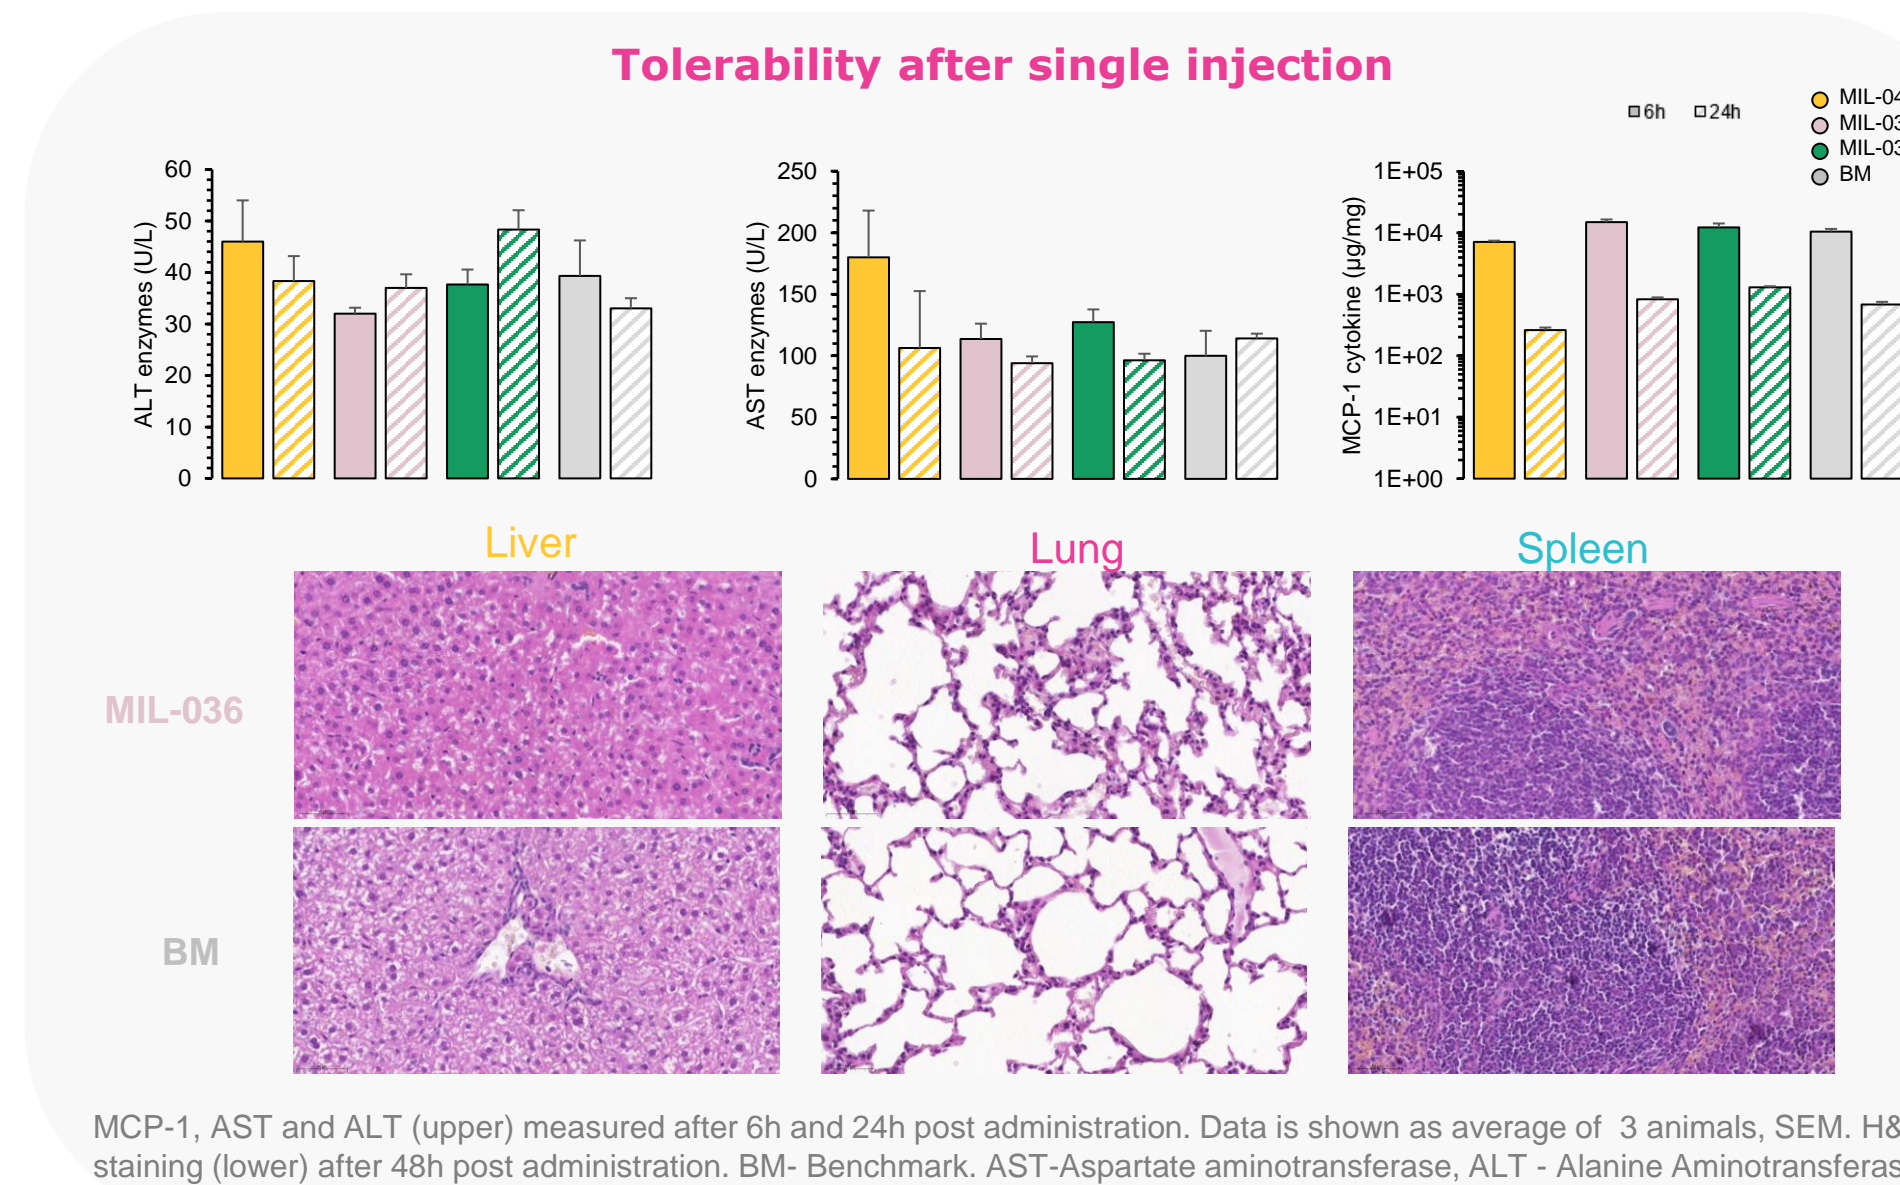 Tolerability after single injection
6h 24h
MIL-04
MIL-03
MIL-03
BM
ALT enzymes (U/L)
60
50
40
30
20
10
0
AST enzymes (U/L)
250
200
150
100
50
0
MCP-1 cytokine (µg/mg)
1E+05
1E+04
1E+03
1E+02
1E+01
1E+00
Liver Lung Spleen
MIL-036
BM
MCP-1, AST and ALT (upper) measured after 6h and 24h post administration. Data is shown as average of 3 animals, SEM. H&
staining (lower) after 48h post administration. BM- Benchmark. AST-Aspartate aminotransferase, ALT - Alanine Aminotransferas